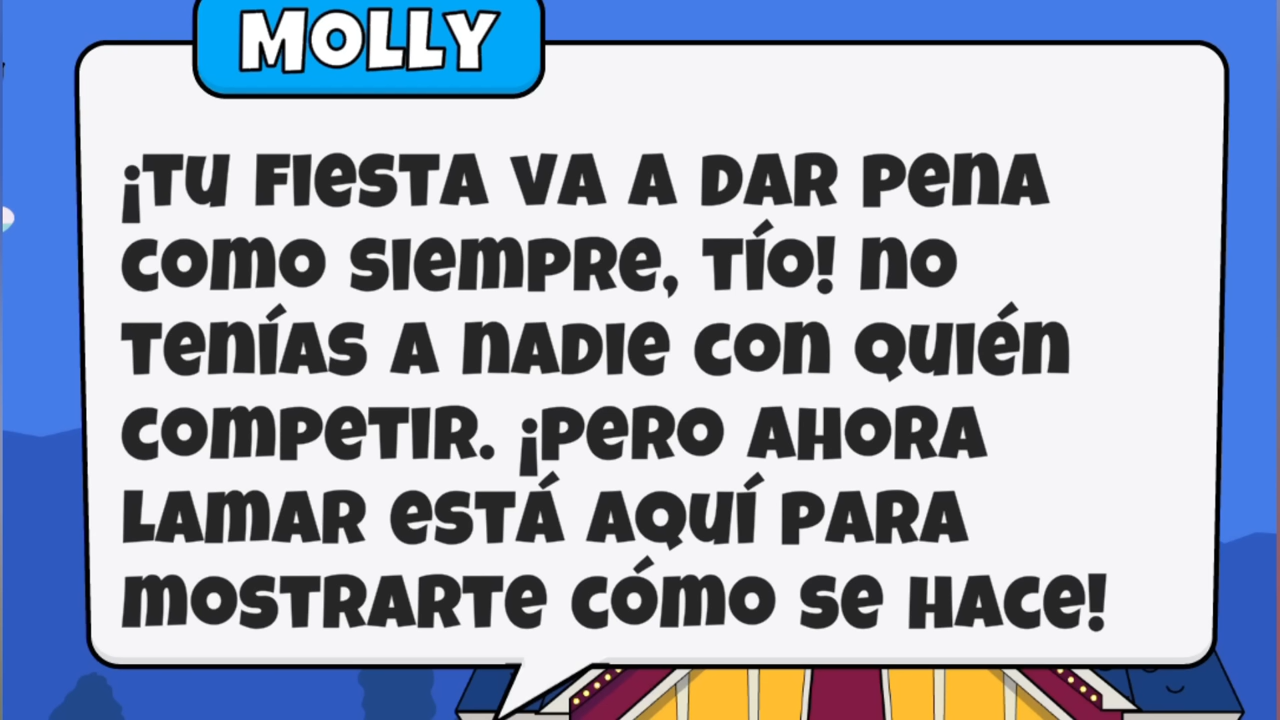 MOLLY
¡Tu fiesta va a dar pena
como siempre, tío! No
tenías a nadie con quién
competir. ¡Pero ahora
Lamar está aquí para
mostrarte cómo se hace!